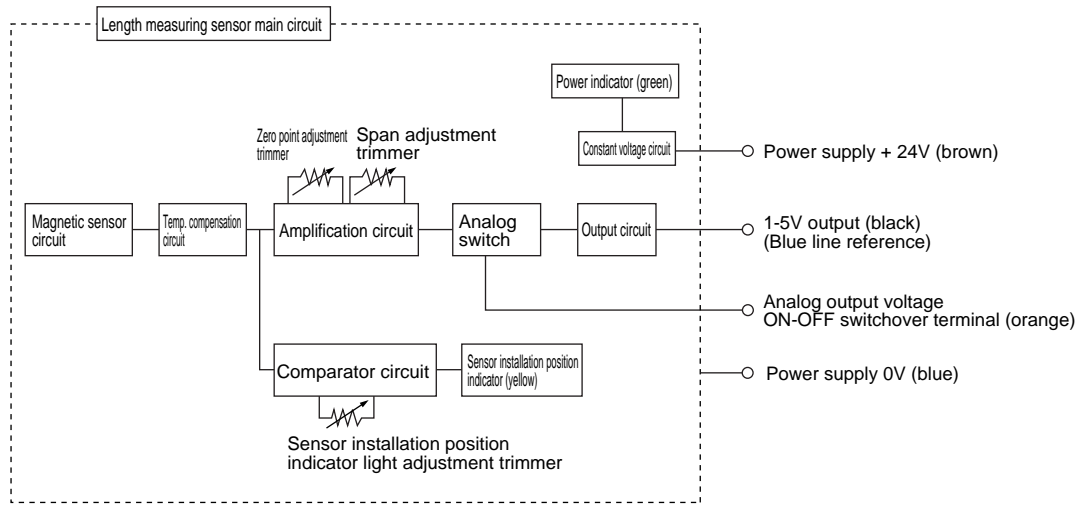 Length measuring sensor main circuit
Power indicator (green)
Zero point adjustment
trimmer
Span adjustment
trimmer
Constant voltage circuit
Power supply + 24V (brown)
Magnetic sensor
circuit
Temp. compensation
circuit
Amplification circuit
Analog
switch
Output circuit
1-5V output (black)
(Blue line reference)
Analog output voltage
ON-OFF switchover terminal (orange)
Comparator circuit
Sensor installation position
indicator (yellow)
Power supply 0V (blue)
Sensor installation position
indicator light adjustment trimmer